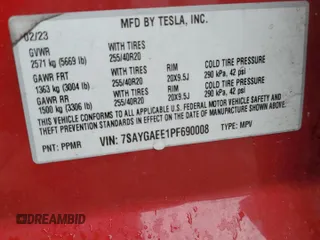 MFD BY TESLA, INC.
02/23
GVWR WITH TIRES
2571 kg (5669 lb) 255/40R20
GAWR FRT WITH TIRES RIM COLD TIRE PRESSURE
1363 kg (3004 lb) 255/40R20 20X9.5J 290 kPa, 42 psi
GAWR RR WITH TIRES RIM COLD TIRE PRESSURE
1500 kg (3306 lb) 255/40R20 20X9.5J 290 kPa, 42 psi
THIS VEHICLE CONFORMS TO ALL APPLICABLE U.S. FEDERAL MOTOR VEHICLE SAFETY AND THEFT PREVENTION STANDARDS IN EFFECT ON THE DATE OF MANUFACTURE SHOWN ABOVE.
PNT: PPMR VIN: 7SAYGAEE1PF690008 TYPE: MPV
DREAMBID